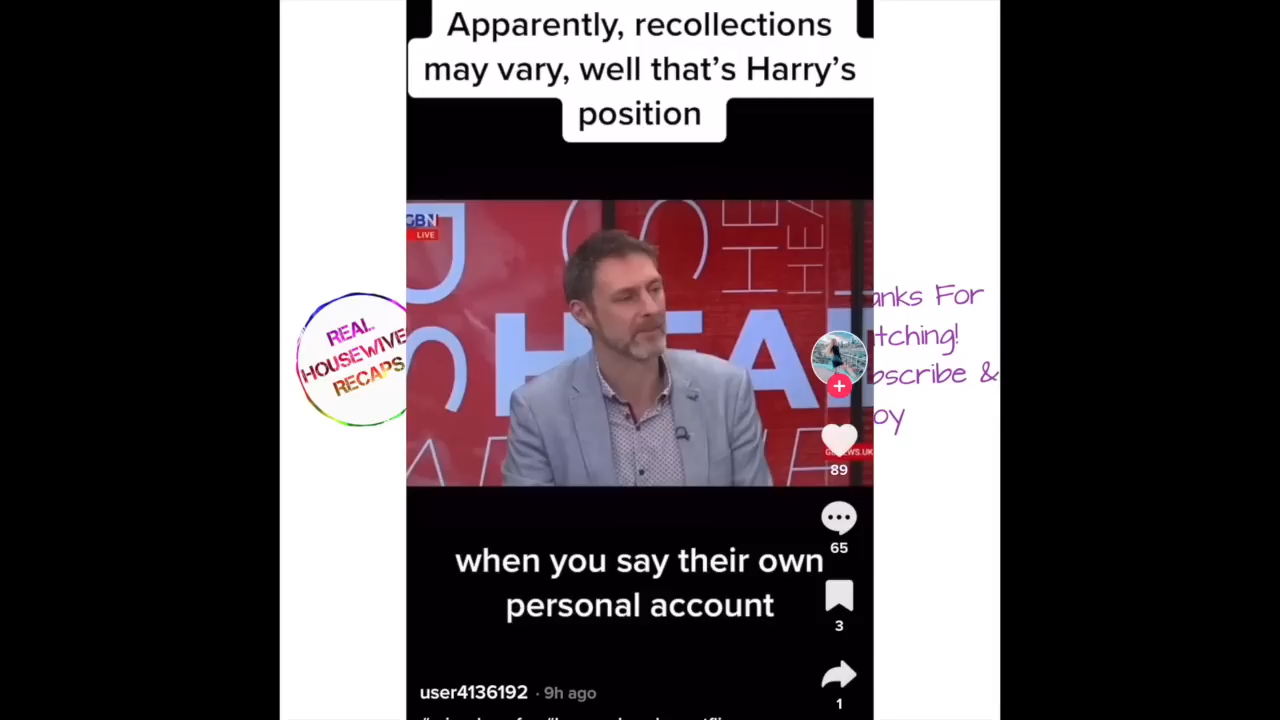 Apparently, recollections
may vary, well that's Harry's
position
GBN
LIVE
HEA
REAL
HOUSEWIVE
RECAPS
anks For
tching!
bscribe &
oy
89
65
when you say their own
personal account
3
user4136192 · 9h ago
1